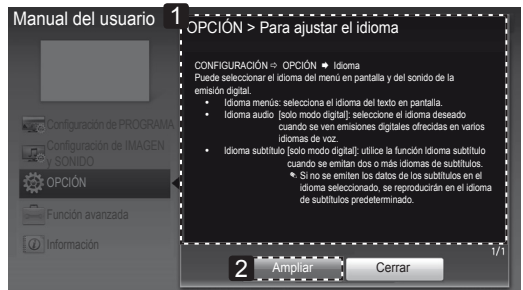 Manual del usuario
1
OPCIÓN > Para ajustar el idioma
Configuración de PROGRAMA
Configuración de IMAGEN
y SONIDO
OPCIÓN
Función avanzada
Información
CONFIGURACIÓN ⇨ OPCIÓN ➡ Idioma
Puede seleccionar el idioma del menú en pantalla y del sonido de la
emisión digital.
• Idioma menús: selecciona el idioma del texto en pantalla.
• Idioma audio [solo modo digital]: seleccione el idioma deseado
cuando se ven emisiones digitales ofrecidas en varios
idiomas de voz.
• Idioma subtítulo [solo modo digital]: utilice la función Idioma subtítulo
cuando se emitan dos o más idiomas de subtítulos.
Si no se emiten los datos de los subtítulos en el
idioma seleccionado, se reproducirán en el idioma
de subtítulos predeterminado.
1/1
2
Ampliar
Cerrar